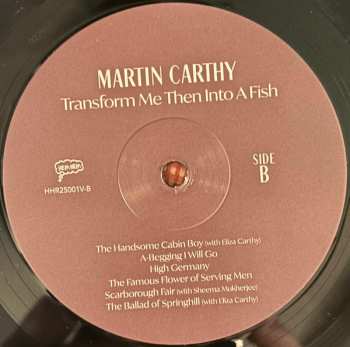 MARTIN CARTHY
Transform Me Then Into A Fish
HEM HEM
HHR25001V-B
SIDE
B
The Handsome Cabin Boy (with Eliza Carthy)
A-Begging I Will Go
High Germany
The Famous Flower of Serving Men
Scarborough Fair (with Sheema Mukherjee)
The Ballad of Springhill (with Eliza Carthy)